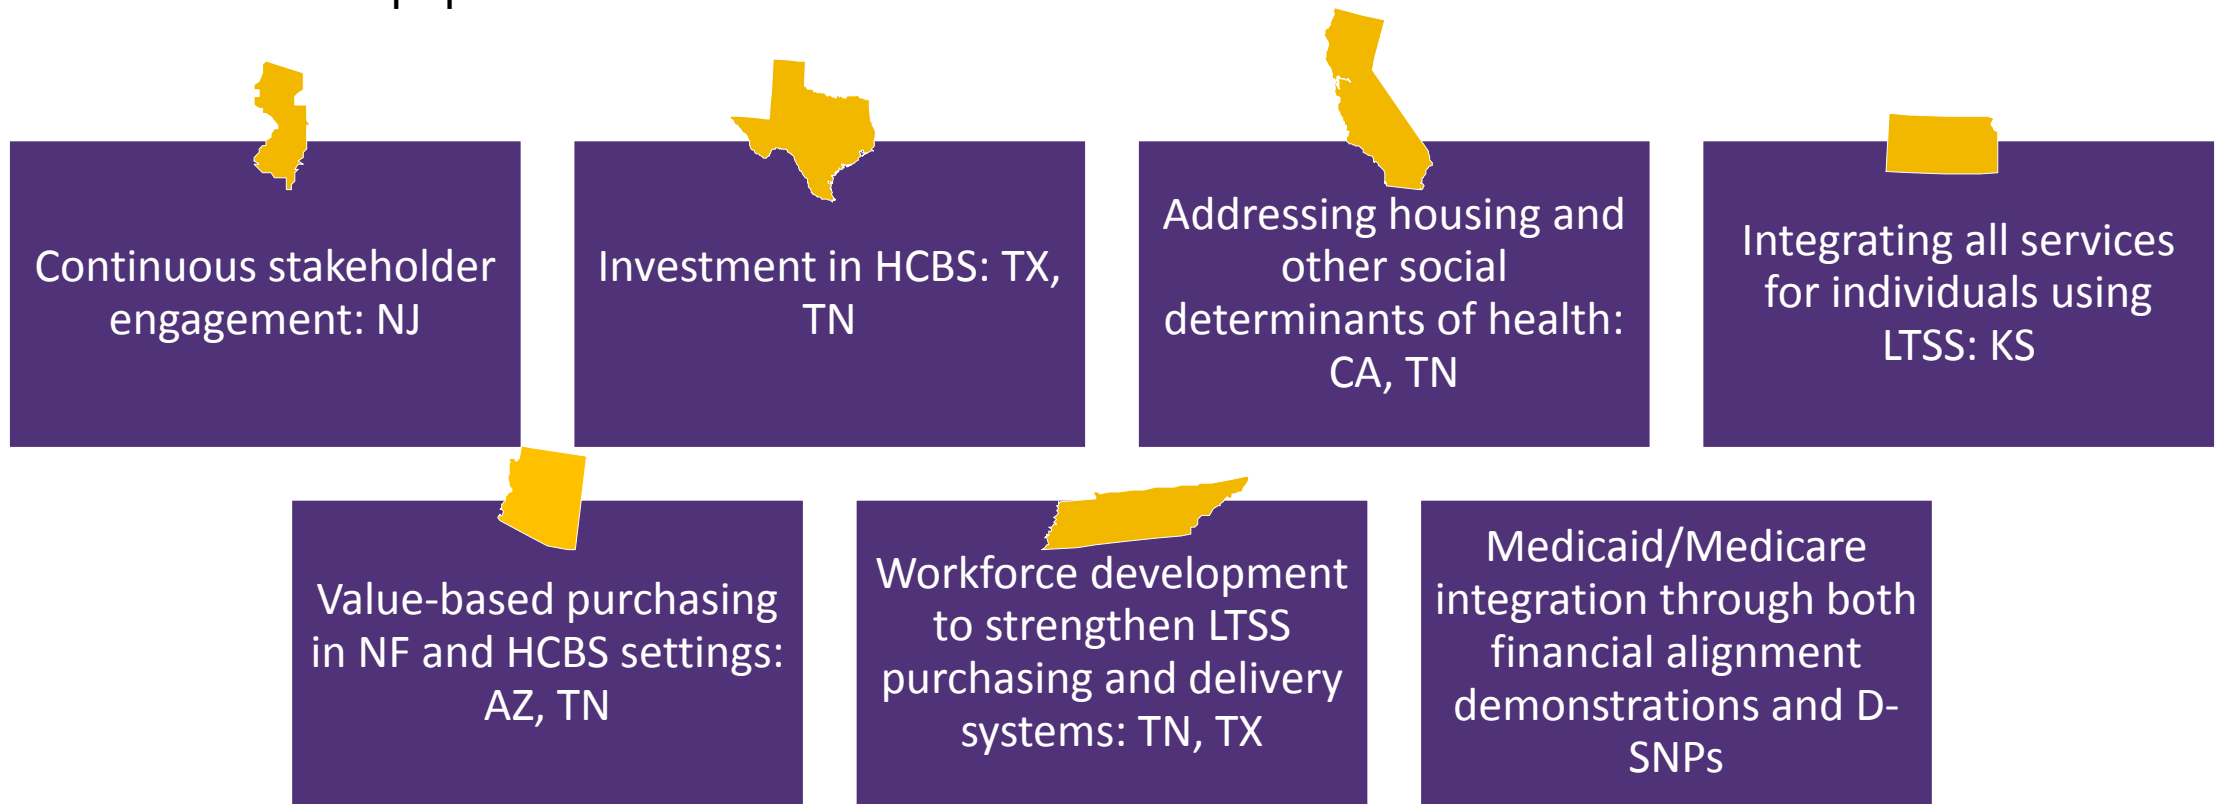 Continuous stakeholder
engagement: NJ
Investment in HCBS: TX,
TN
Addressing housing and
other social
determinants of health:
CA, TN
Integrating all services
for individuals using
LTSS: KS
Value-based purchasing
in NF and HCBS settings:
AZ, TN
Workforce development
to strengthen LTSS
purchasing and delivery
systems: TN, TX
Medicaid/Medicare
integration through both
financial alignment
demonstrations and D-
SNPs